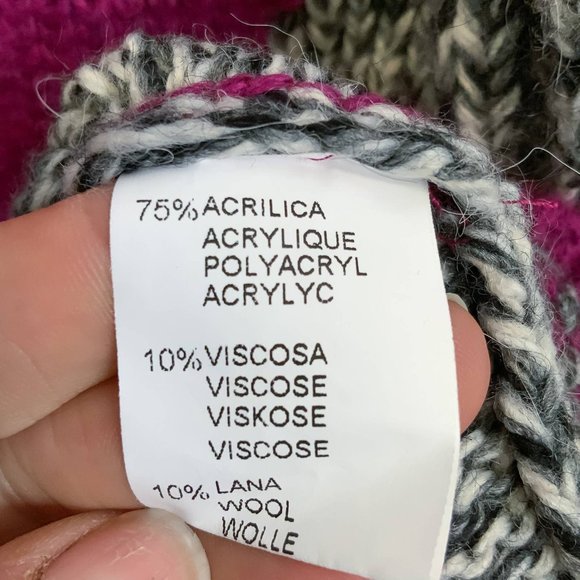 75% ACRILICA
ACRYLIQUE
POLYACRYL
ACRYLYC
10% VISCOSA
VISCOSE
VISKOSE
VISCOSE
10% LANA
WOOL
WOLLE